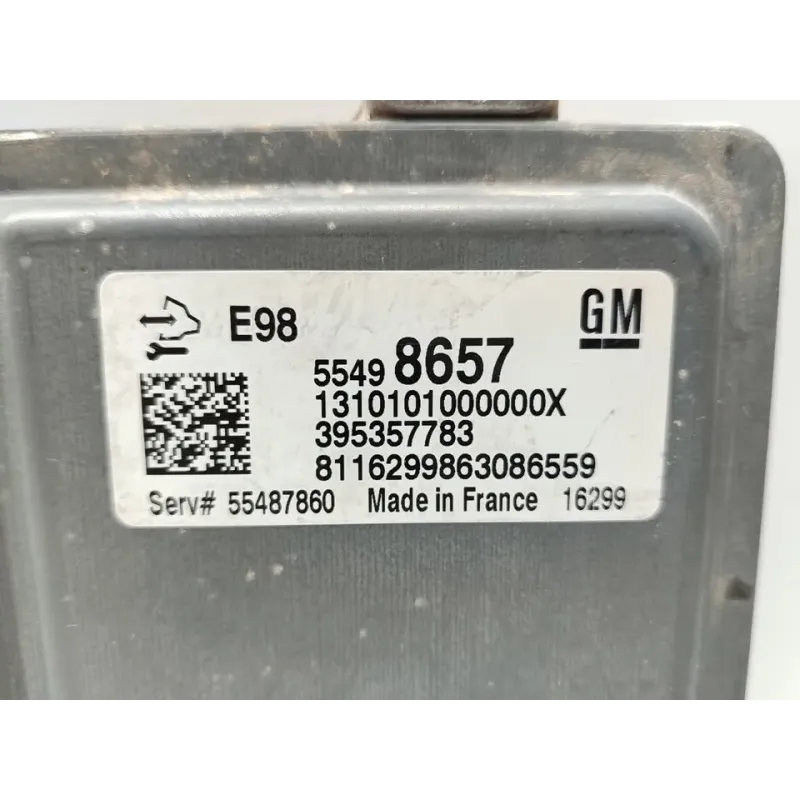 E98
GM
5549 8657
1310101000000X
395357783
8116299863086559
Serv# 55487860 Made in France 16299